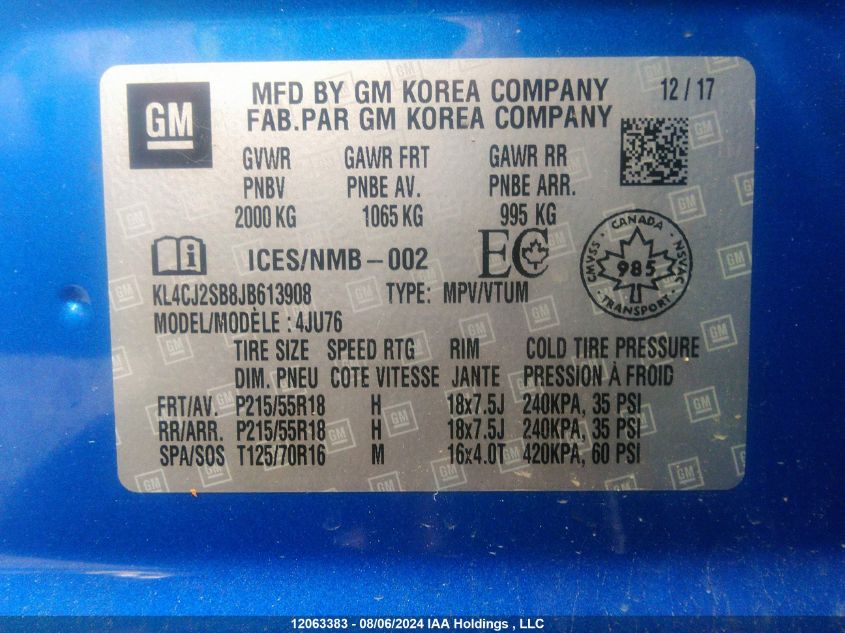 GM
MFD BY GM KOREA COMPANY 12 / 17
FAB.PAR GM KOREA COMPANY
GVWR GAWR FRT GAWR RR
PNBV PNBE AV. PNBE ARR.
2000 KG 1065 KG 995 KG
ICES/NMB-002 EC
CANADA CMVSS NSVAC 985 TRANSPORT
KL4CJ2SB8JB613908 TYPE: MPV/VTUM
MODEL/MODÈLE : 4JU76
TIRE SIZE SPEED RTG RIM COLD TIRE PRESSURE
DIM. PNEU COTE VITESSE JANTE PRESSION À FROID
FRT/AV. P215/55R18 H 18x7.5J 240KPA, 35 PSI
RR/ARR. P215/55R18 H 18x7.5J 240KPA, 35 PSI
SPA/SOS T125/70R16 M 16x4.0T 420KPA, 60 PSI
12063383 - 08/06/2024 IAA Holdings , LLC